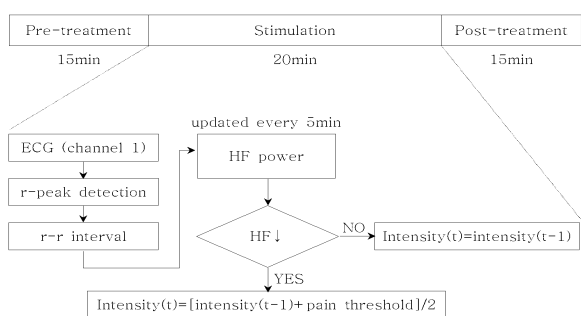 Pre-treatment
Stimulation
Post-treatment
15min
20min
15min
updated every 5min
ECG (channel 1)
HF power
r-peak detection
r-r interval
HF↓
NO
Intensity(t)=intensity(t-1)
YES
Intensity(t)=[intensity(t-1)+pain threshold]/2